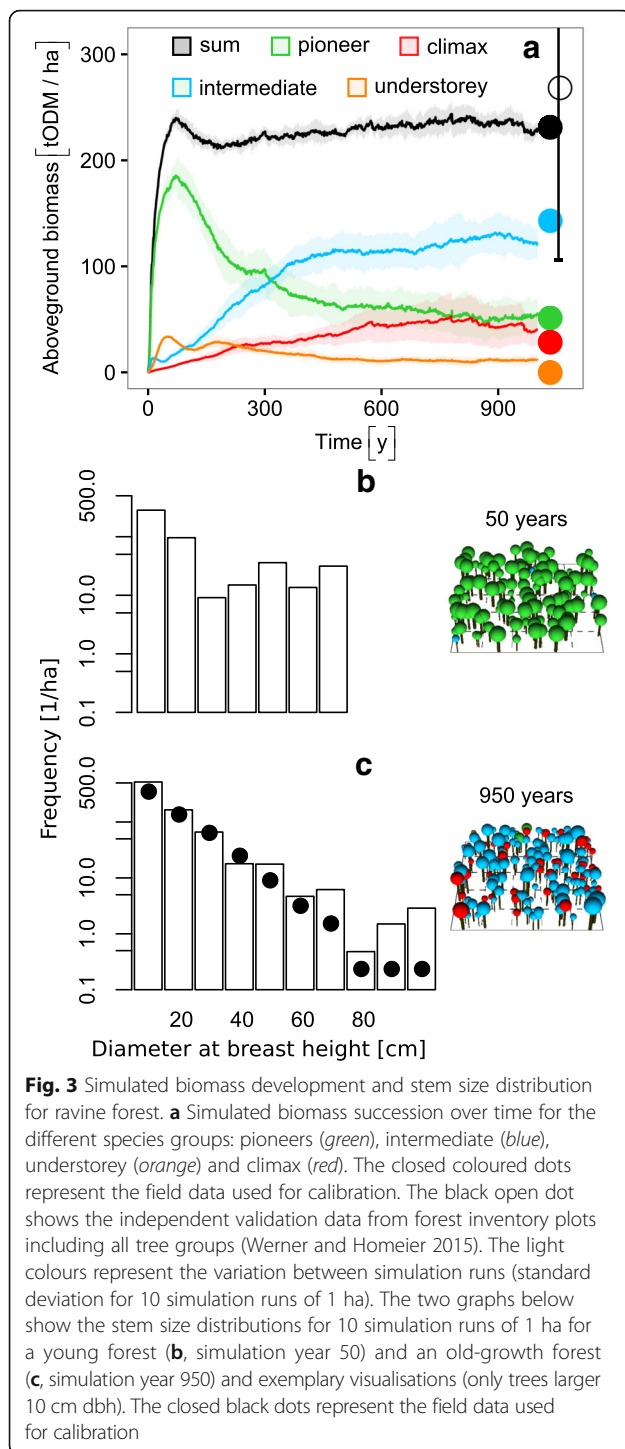 a
sum pioneer climax
intermediate understorey
Aboveground biomass [tODM / ha]
300
200
100
0
0 300 600 900
Time [y]
b
50 years
500.0
10.0
1.0
0.1
Frequency [1/ha]
c
950 years
500.0
10.0
1.0
0.1
20 40 60 80
Diameter at breast height [cm]
Fig. 3 Simulated biomass development and stem size distribution
for ravine forest. a Simulated biomass succession over time for the
different species groups: pioneers (green), intermediate (blue),
understorey (orange) and climax (red). The closed coloured dots
represent the field data used for calibration. The black open dot
shows the independent validation data from forest inventory plots
including all tree groups (Werner and Homeier 2015). The light
colours represent the variation between simulation runs (standard
deviation for 10 simulation runs of 1 ha). The two graphs below
show the stem size distributions for 10 simulation runs of 1 ha for
a young forest (b, simulation year 50) and an old-growth forest
(c, simulation year 950) and exemplary visualisations (only trees larger
10 cm dbh). The closed black dots represent the field data used
for calibration